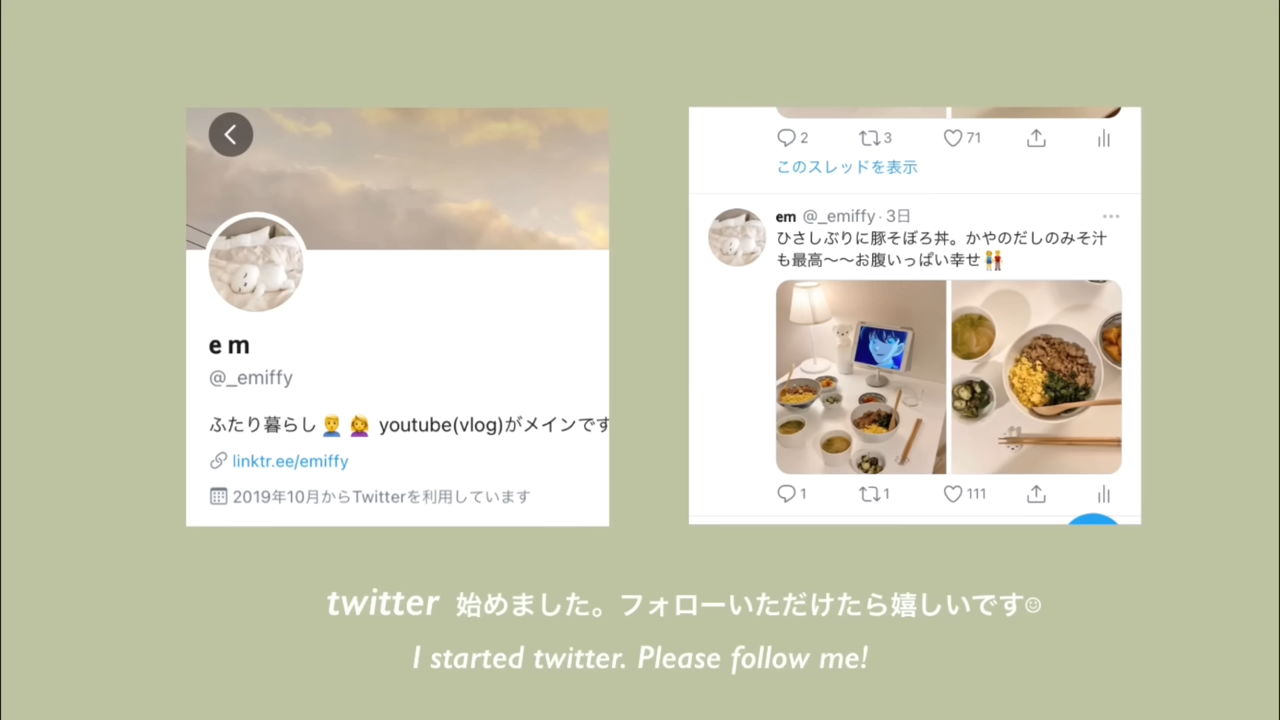 e m
@_emiffy
ふたり暮らし🙎‍♂️ 🙎‍♀️ youtube(vlog)がメインです
linktr.ee/emiffy
2019年10月からTwitterを利用しています
2 3 71
このスレッドを表示
em @_emiffy · 3日
ひさしぶりに豚そぼろ丼。かやのだしのみそ汁
も最高〜〜お腹いっぱい幸せ👫
1 1 111
twitter 始めました。フォローいただけたら嬉しいです☺
I started twitter. Please follow me!